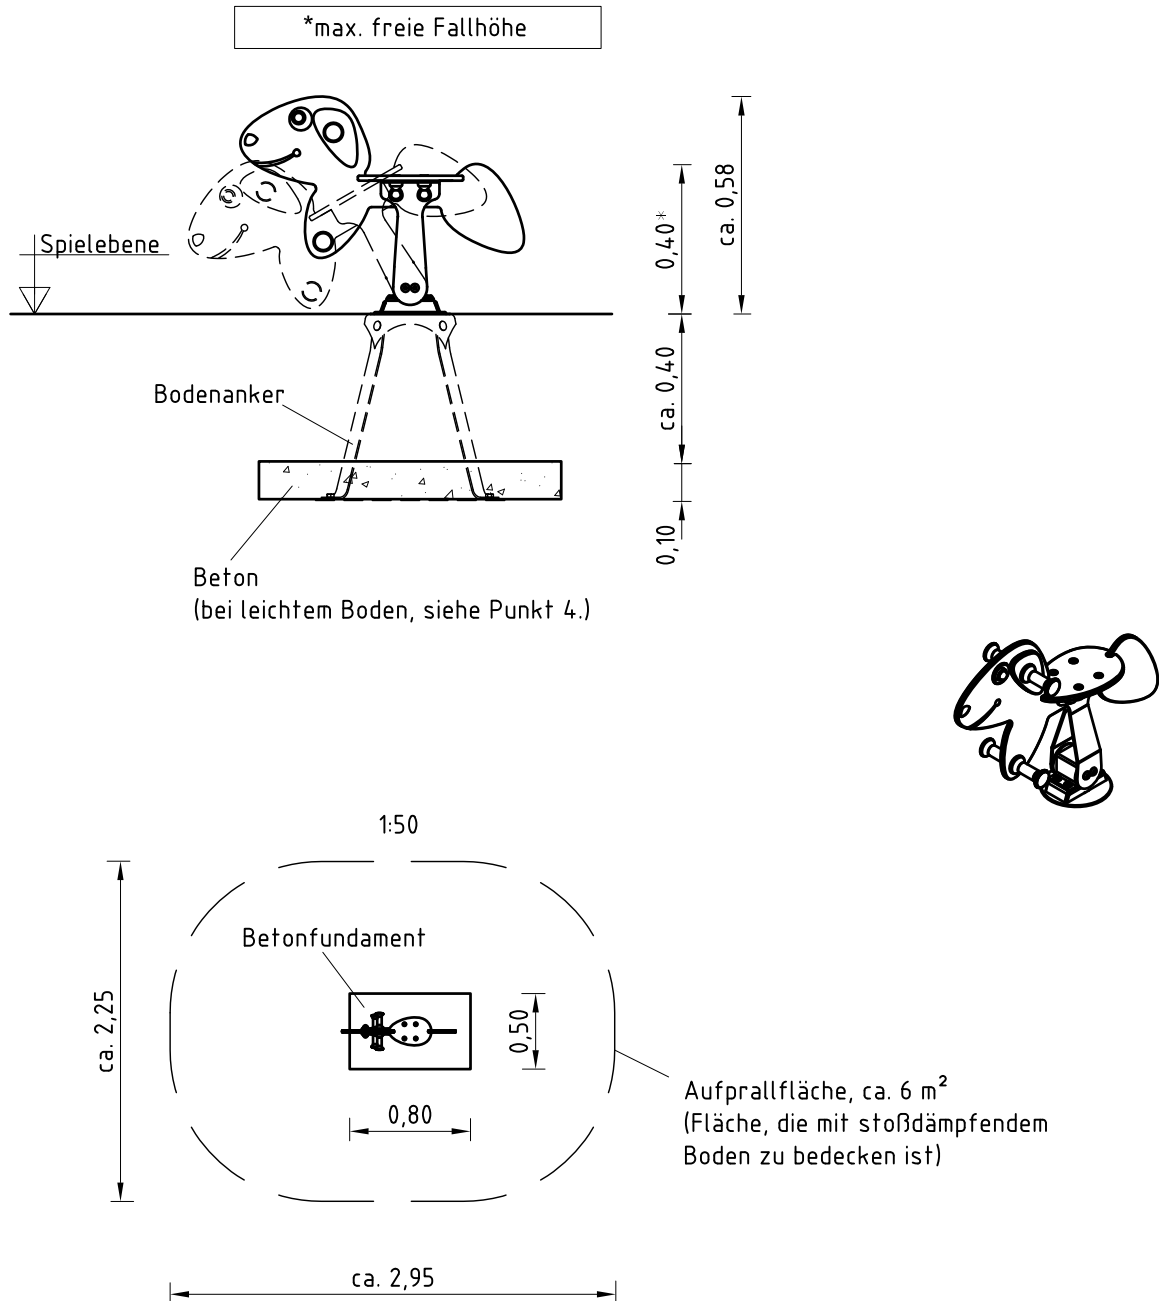 *max. freie Fallhöhe
Spielebene
0,40*
ca. 0,58
ca. 0,40
0,10
Bodenanker
Beton
(bei leichtem Boden, siehe Punkt 4.)
1:50
Betonfundament
ca. 2,25
0,50
0,80
Aufprallfläche, ca. 6 m²
(Fläche, die mit stoßdämpfendem
Boden zu bedecken ist)
ca. 2,95